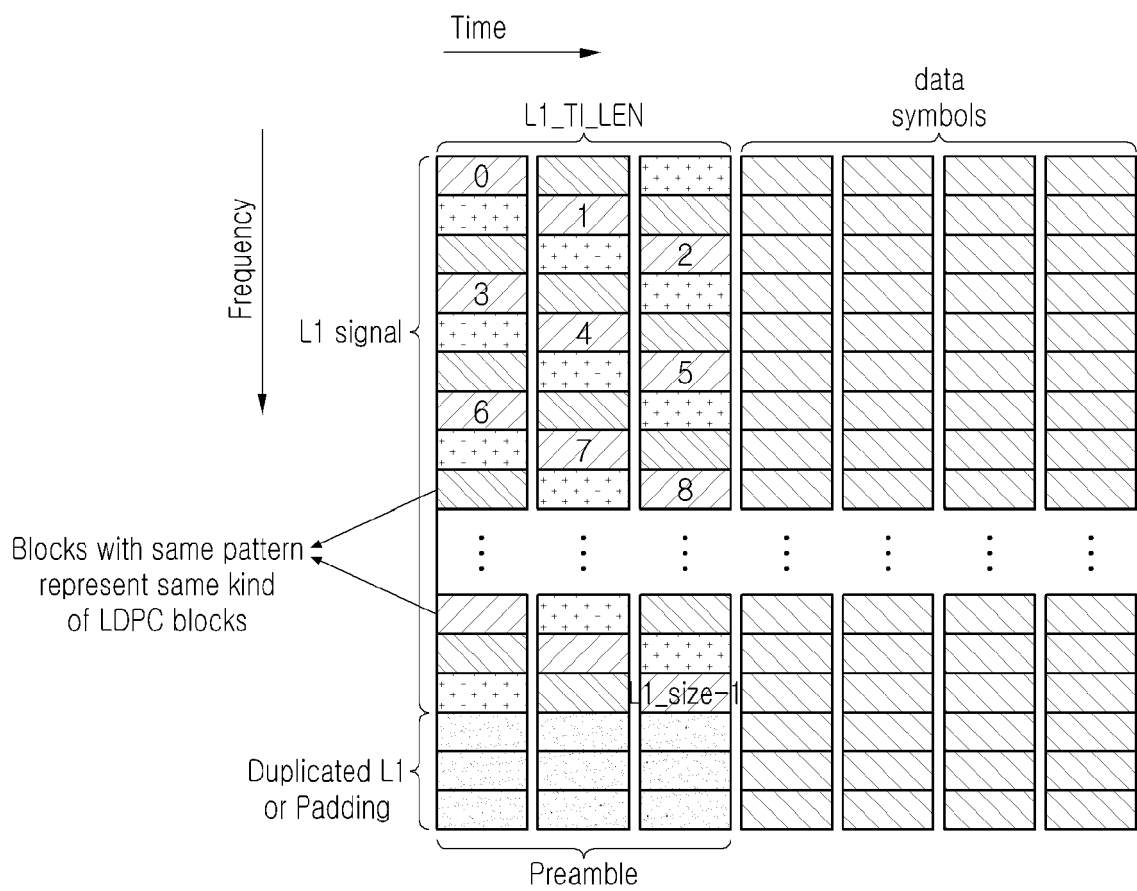 Time
data
symbols
L1_TI_LEN
Frequency
L1 signal
0
1
2
3
4
5
6
7
8
Blocks with same pattern
represent same kind
of LDPC blocks
L1_size-1
Duplicated L1
or Padding
Preamble